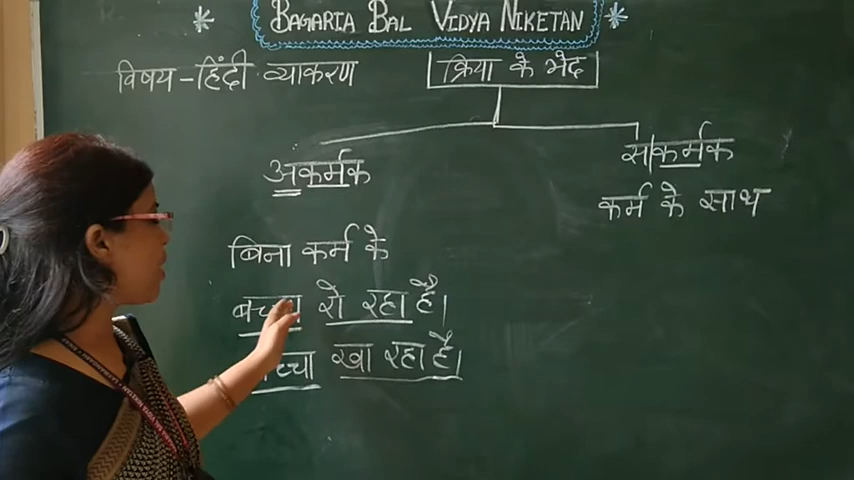 BAGARIA BAL VIDYA NIKETAN
विषय - हिंदी व्याकरण
क्रिया के भेद
अकर्मक
सकर्मक
कर्म के साथ
बिना कर्म के
बच्चा रो रहा है।
बच्चा खा रहा है।